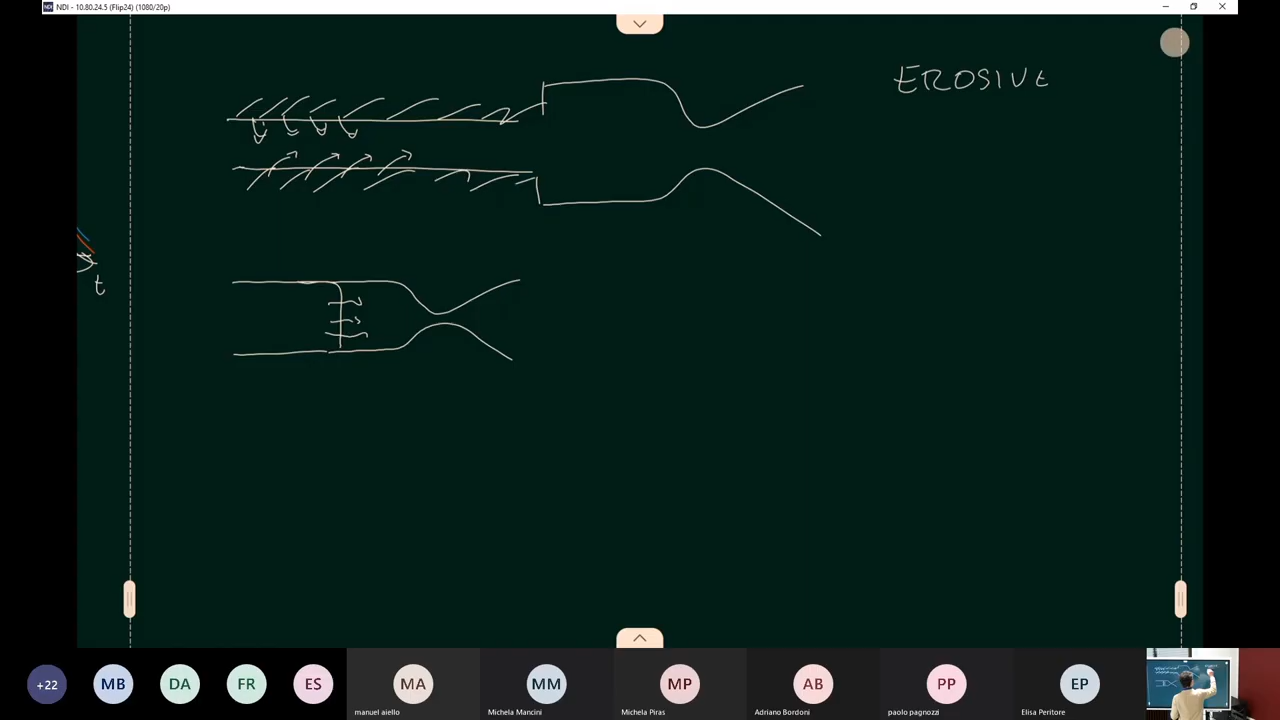 NDI - 10.80.24.5 (Flip24) (1080/20p)
EROSIVE
t
+22
MB
DA
FR
ES
MA
MM
MP
AB
PP
EP
manuel aiello
Michela Mancini
Michela Piras
Adriano Bordoni
paolo pagnozzi
Elisa Peritore